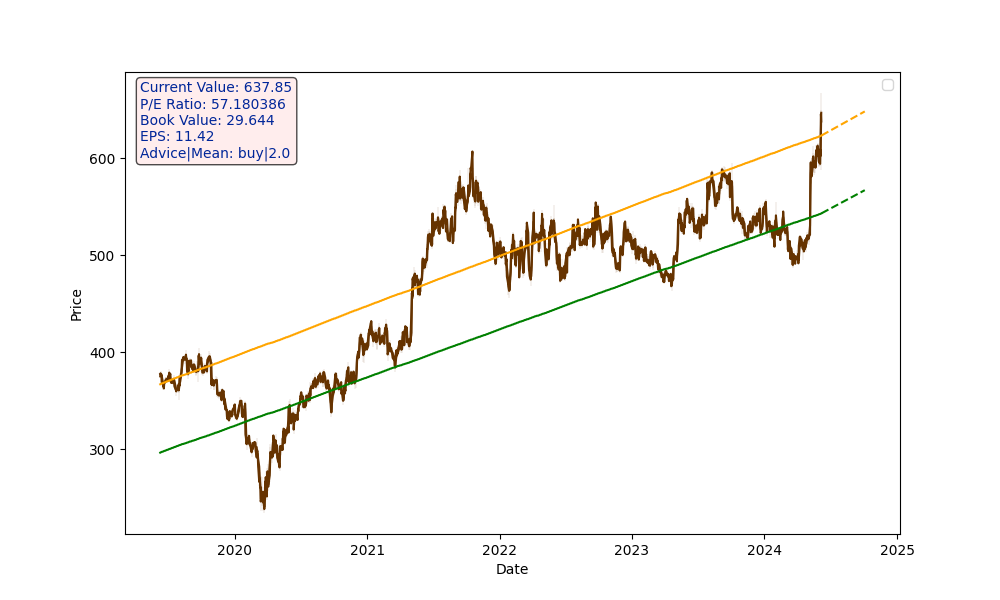 Current Value: 637.85
P/E Ratio: 57.180386
Book Value: 29.644
EPS: 11.42
Advice|Mean: buy|2.0
600
500
400
300
Price
2020 2021 2022 2023 2024 2025
Date